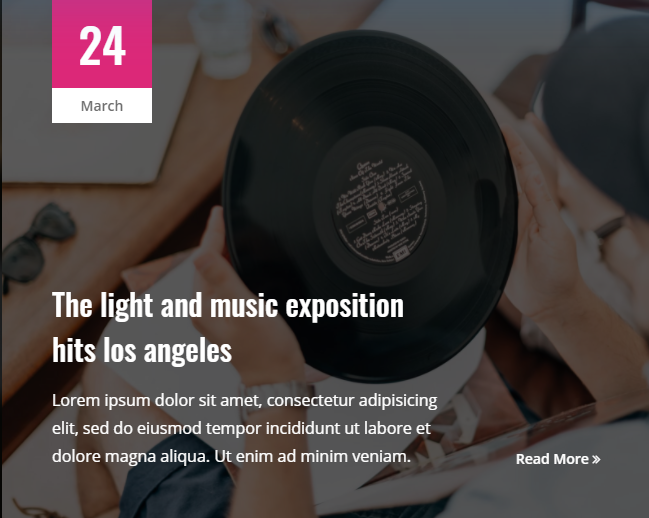 24
March
The light and music exposition
hits los angeles
Lorem ipsum dolor sit amet, consectetur adipisicing
elit, sed do eiusmod tempor incididunt ut labore et
dolore magna aliqua. Ut enim ad minim veniam.
Read More »